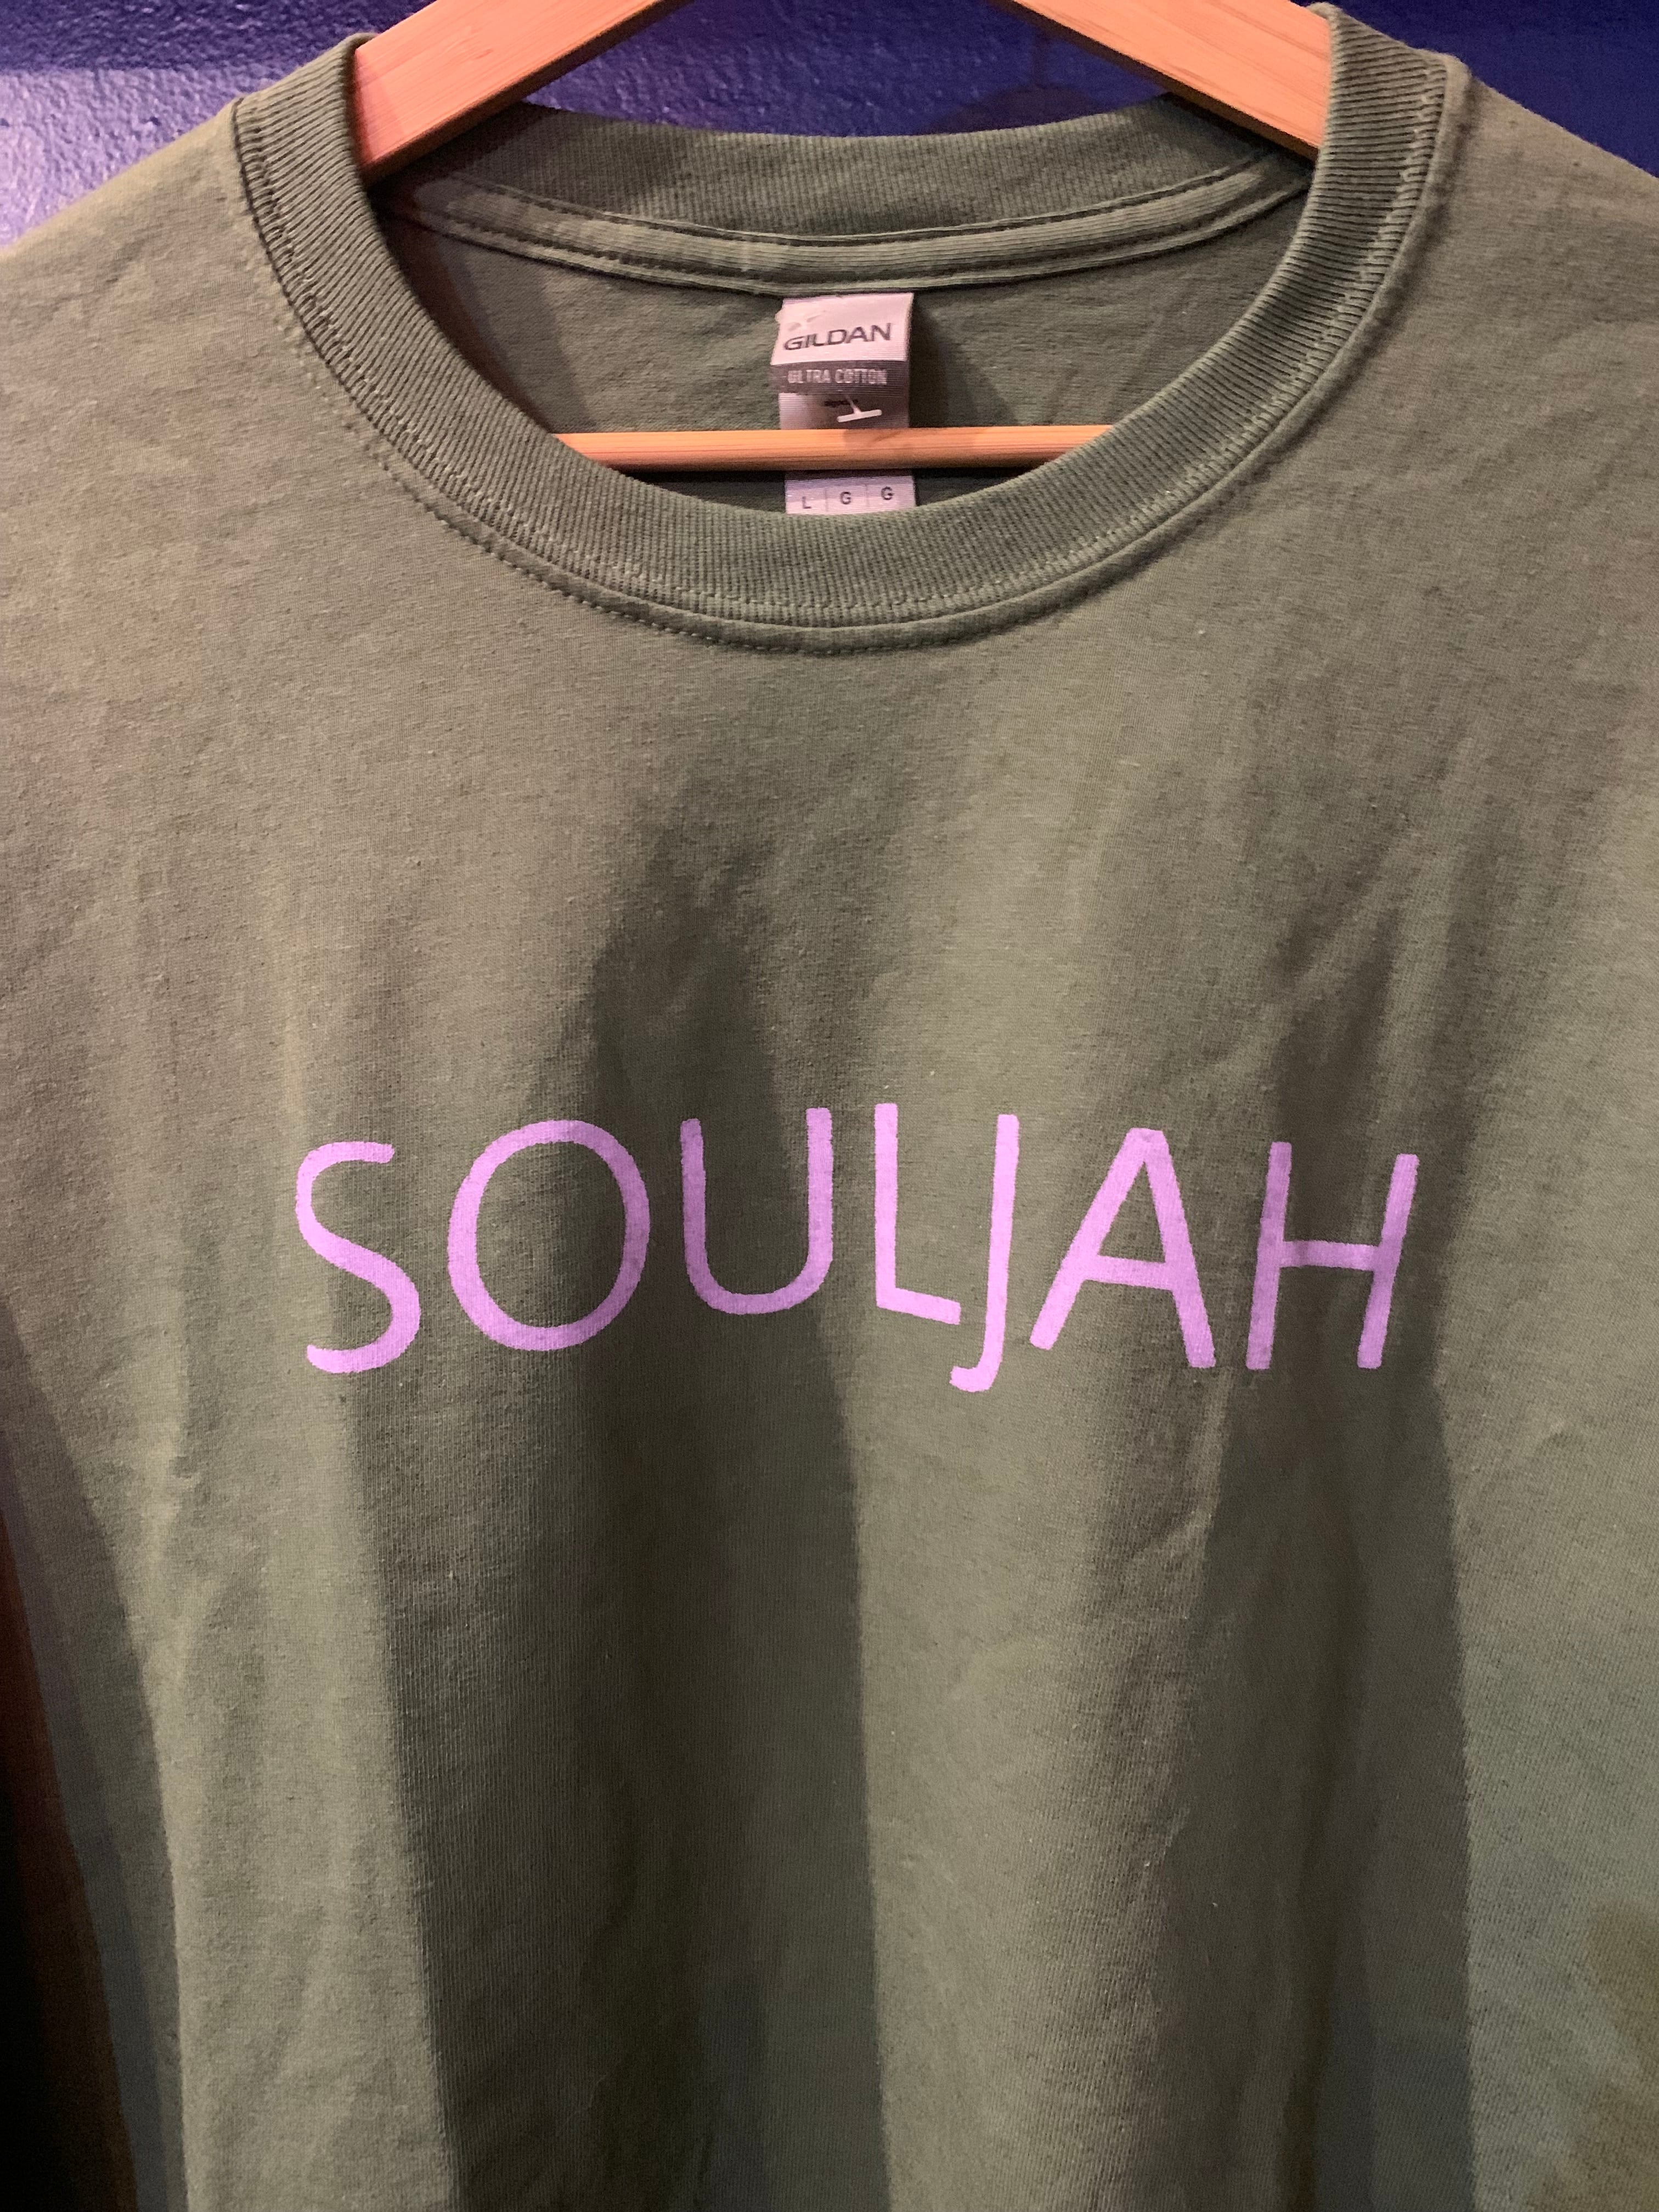 GILDAN
ULTRA COTTON
L G G
SOULJAH